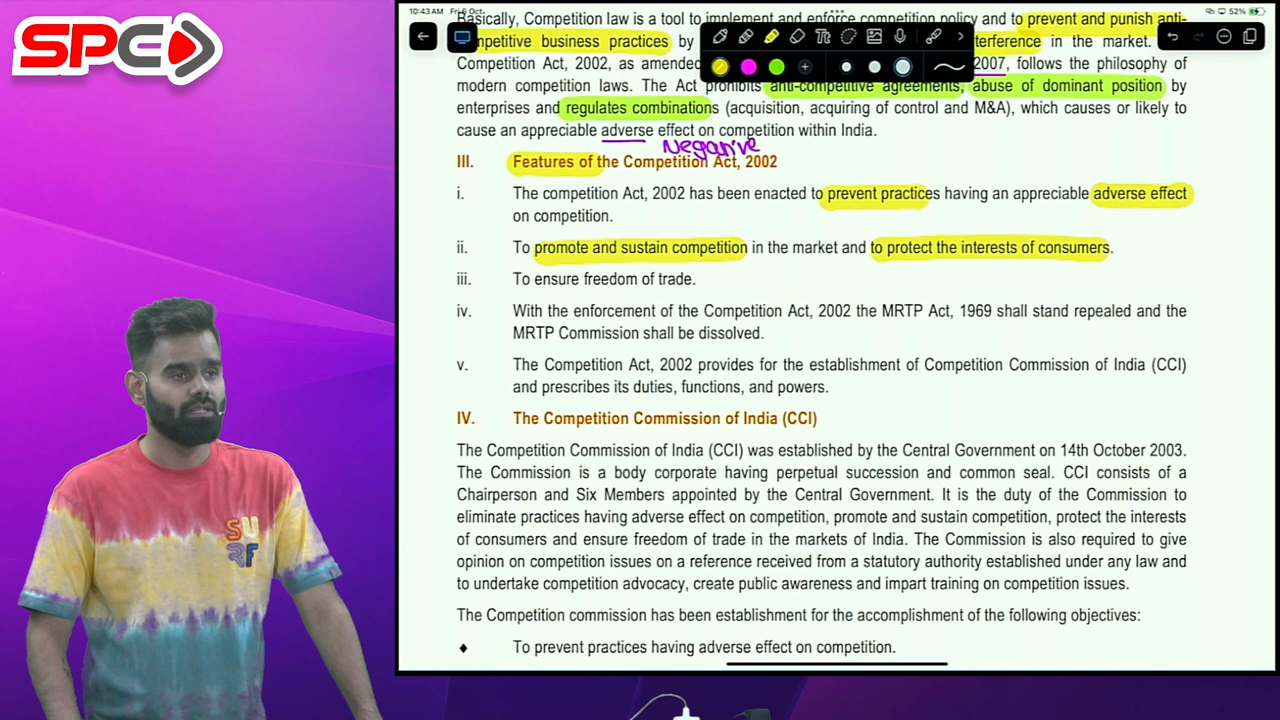 SPC
10:43 AM Fri 6 Oct
52%
Basically, Competition law is a tool to implement and enforce competition policy and to prevent and punish anti-
mpetitive business practices by
terference in the market.
Competition Act, 2002, as amended
2007, follows the philosophy of
modern competition laws. The Act prohibits anti-competitive agreements, abuse of dominant position by
enterprises and regulates combinations (acquisition, acquiring of control and M&A), which causes or likely to
cause an appreciable adverse effect on competition within India.
Negative
III. Features of the Competition Act, 2002
i. The competition Act, 2002 has been enacted to prevent practices having an appreciable adverse effect
on competition.
ii. To promote and sustain competition in the market and to protect the interests of consumers.
iii. To ensure freedom of trade.
iv. With the enforcement of the Competition Act, 2002 the MRTP Act, 1969 shall stand repealed and the
MRTP Commission shall be dissolved.
v. The Competition Act, 2002 provides for the establishment of Competition Commission of India (CCI)
and prescribes its duties, functions, and powers.
IV. The Competition Commission of India (CCI)
The Competition Commission of India (CCI) was established by the Central Government on 14th October 2003.
The Commission is a body corporate having perpetual succession and common seal. CCI consists of a
Chairperson and Six Members appointed by the Central Government. It is the duty of the Commission to
eliminate practices having adverse effect on competition, promote and sustain competition, protect the interests
of consumers and ensure freedom of trade in the markets of India. The Commission is also required to give
opinion on competition issues on a reference received from a statutory authority established under any law and
to undertake competition advocacy, create public awareness and impart training on competition issues.
The Competition commission has been establishment for the accomplishment of the following objectives:
♦ To prevent practices having adverse effect on competition.
SU
RF